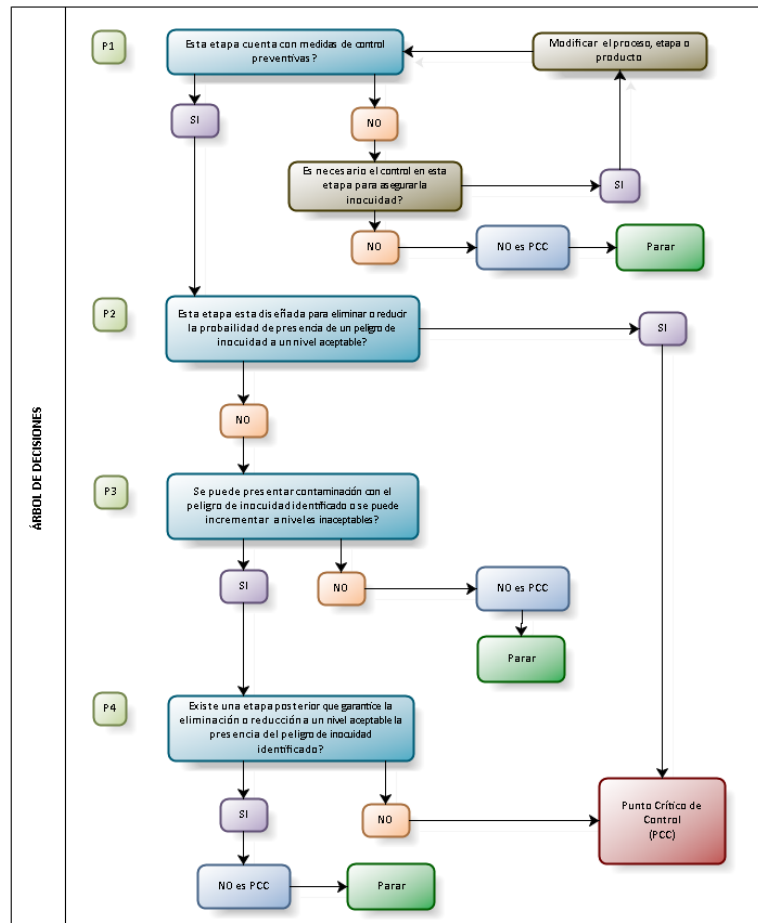 ÁRBOL DE DECISIONES
P1
Esta etapa cuenta con medidas de control
preventivas?
Modificar el proceso, etapa o
producto
SI
NO
Es necesario el control en esta
etapa para asegurar la
inocuidad?
SI
NO
NO es PCC
Parar
P2
Esta etapa esta diseñada para eliminar o reducir
la probailidad de presencia de un peligro de
inocuidad a un nivel aceptable?
SI
NO
P3
Se puede presentar contaminación con el
peligro de inocuidad identificado o se puede
incrementar a niveles inaceptables?
SI
NO
NO es PCC
Parar
P4
Existe una etapa posterior que garantice la
eliminación o reducción a un nivel aceptable la
presencia del peligro de inocuidad
identificado?
SI
NO
Punto Crítico de
Control
(PCC)
NO es PCC
Parar